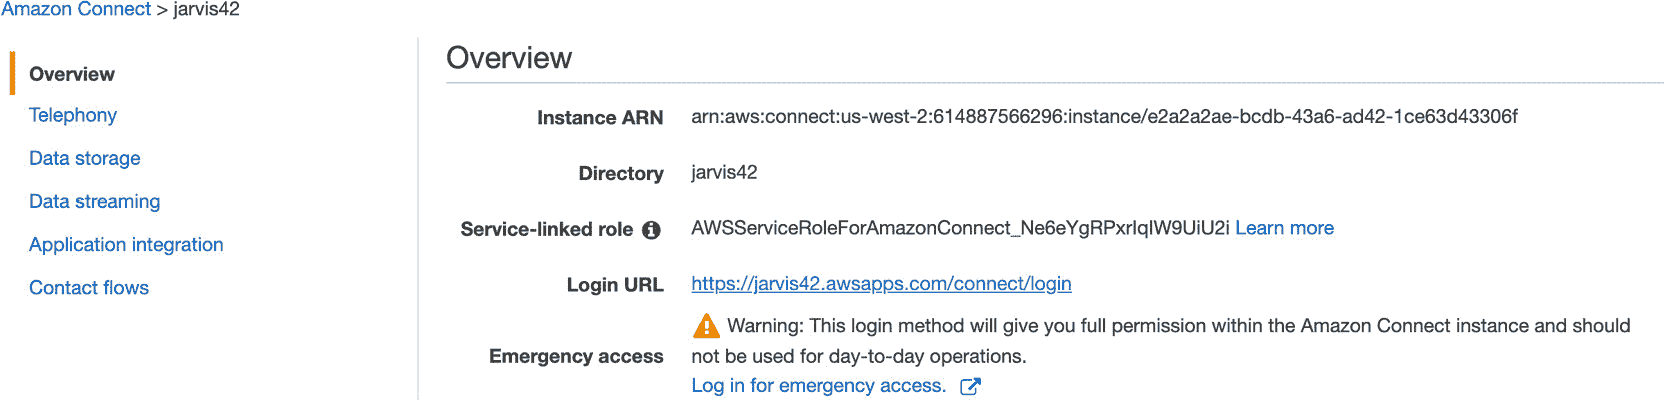 Amazon Connect > jarvis42
Overview
Telephony
Data storage
Data streaming
Application integration
Contact flows
Overview
Instance ARN arn:aws:connect:us-west-2:614887566296:instance/e2a2a2ae-bcdb-43a6-ad42-1ce63d43306f
Directory jarvis42
Service-linked role AWSServiceRoleForAmazonConnect_Ne6eYgRPxrIqIW9UiU2i Learn more
Login URL https://jarvis42.awsapps.com/connect/login
Warning: This login method will give you full permission within the Amazon Connect instance and should
Emergency access not be used for day-to-day operations.
Log in for emergency access.